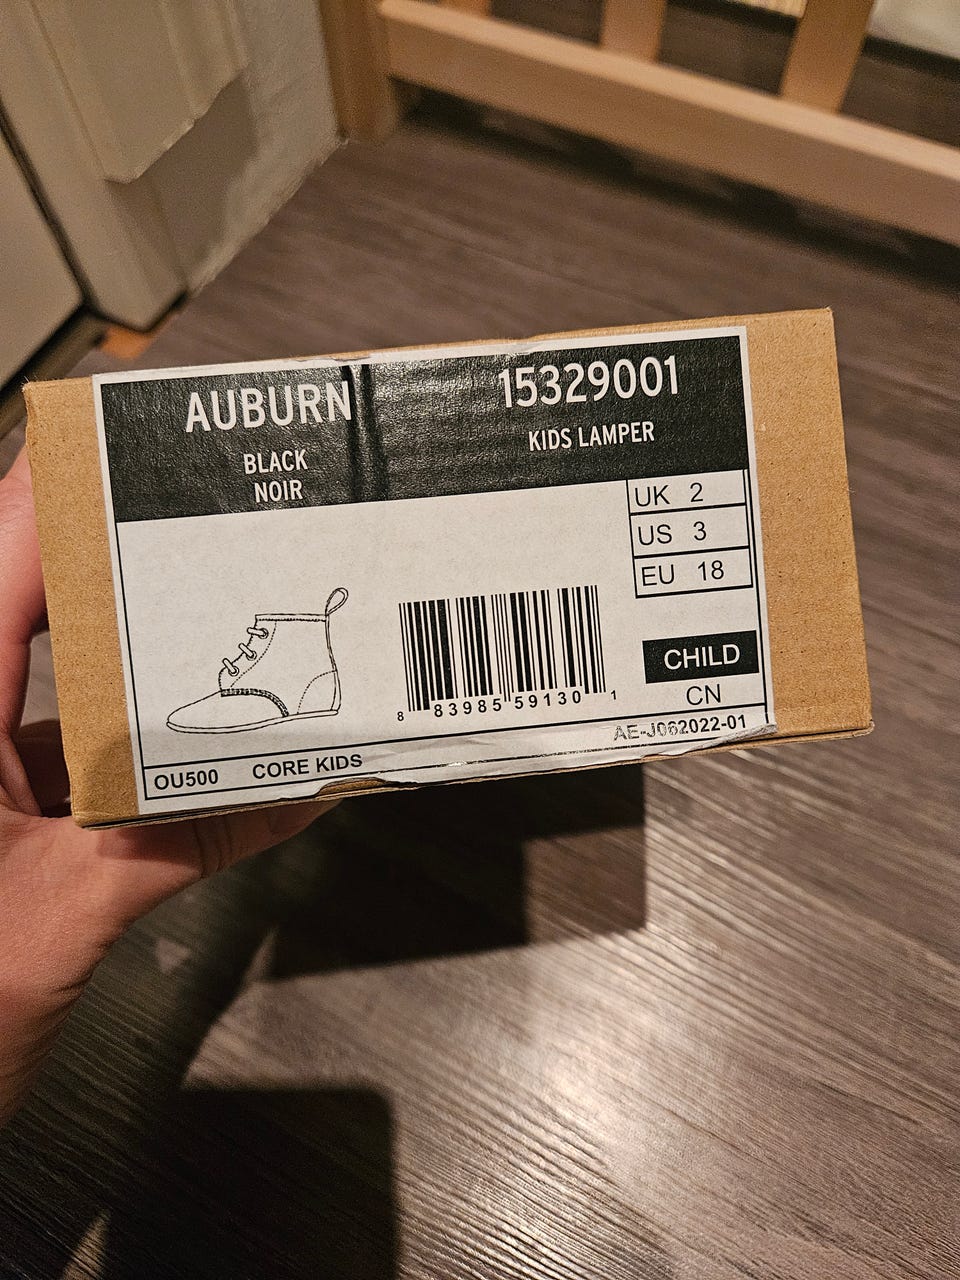 AUBURN
BLACK
NOIR
15329001
KIDS LAMPER
UK 2
US 3
EU 18
CHILD
CN
8 83985 59130 1
AE-J062022-01
OU500 CORE KIDS